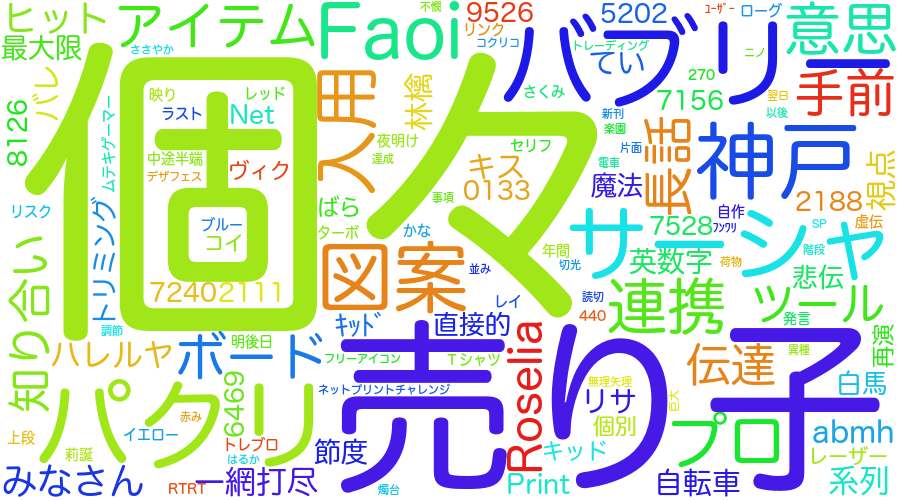 ヒット
アイテム
Faoi
不憫
9526
リンク
コクリコ
5202
ユーザー
ローグ
意思
最大限
ささやか
バブリ
トレーディング
ニノ
てい
手前
個々
バレ
8126
ムテキゲーマー
映り
ラスト
レッド
Net
中途半端
デザフェス
ヴィク
入用
林檎
夜明け
達成
さくみ
270
7156
翌日
以後
新刊
楽園
片面
電車
セリフ
キス
0133
事項
魔法
長話
神戸
視点
2188
虚伝
リスク
トリミング
ブルー
コイ
ばら
ターボ
かな
年間
並み
切光
サーシャ
7528
自作
フンワリ
SP
階段
荷物
英数字
悲伝
知り合い
7240
2111
調節
明後日
図案
キッド
直接的
レイ
読切
440
連携
ツール
発言
異種
再演
ハレルヤ
ボード
フリーアイコン
Tシャツ
ネットプリントチャレンジ
Roselia
売り子
無理矢理
リサ
巨大
個別
伝達
白馬
パクリ
6469
赤み
上段
莉誕
イエロー
トレブロ
はるか
節度
キッド
プロ
abmh
レーザー
みなさん
RTRT
一網打尽
燭台
Print
自転車
系列